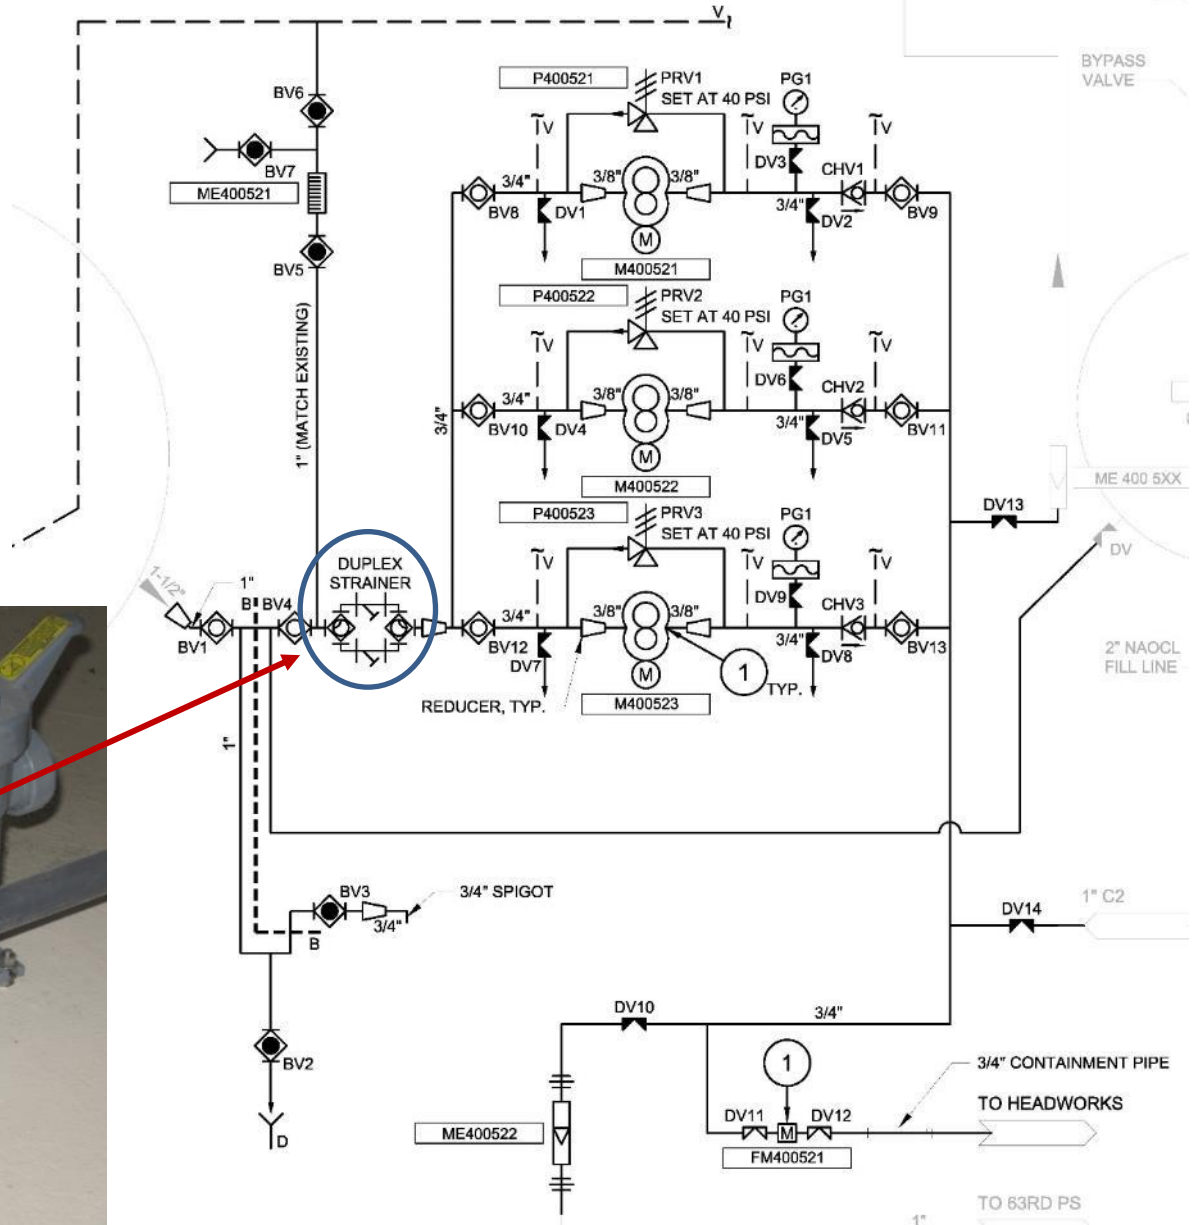 V
BYPASS
VALVE
P400521
PRV1
SET AT 40 PSI
PG1
BV6
V
V
V
BV7
ME400521
3/4"
3/8"
3/8"
DV3
CHV1
BV8
DV1
3/4"
DV2
BV9
M
M400521
BV5
P400522
PRV2
SET AT 40 PSI
PG1
V
V
V
1" (MATCH EXISTING)
3/4"
3/4"
3/8"
3/8"
DV6
CHV2
BV10
DV4
3/4"
DV5
BV11
M
M400522
ME 400 5XX
P400523
PRV3
SET AT 40 PSI
PG1
DV13
DV
V
V
V
DUPLEX
STRAINER
1-1/2"
1"
B
BV4
BV1
3/4"
3/8"
3/8"
DV9
CHV3
BV12
DV7
3/4"
DV8
BV13
M
1
TYP.
REDUCER, TYP.
M400523
2" NAOCL
FILL LINE
1"
BV3
3/4" SPIGOT
3/4"
B
1" C2
DV14
BV2
D
DV10
3/4"
1
3/4" CONTAINMENT PIPE
TO HEADWORKS
ME400522
DV11
M
DV12
FM400521
TO 63RD PS
1"